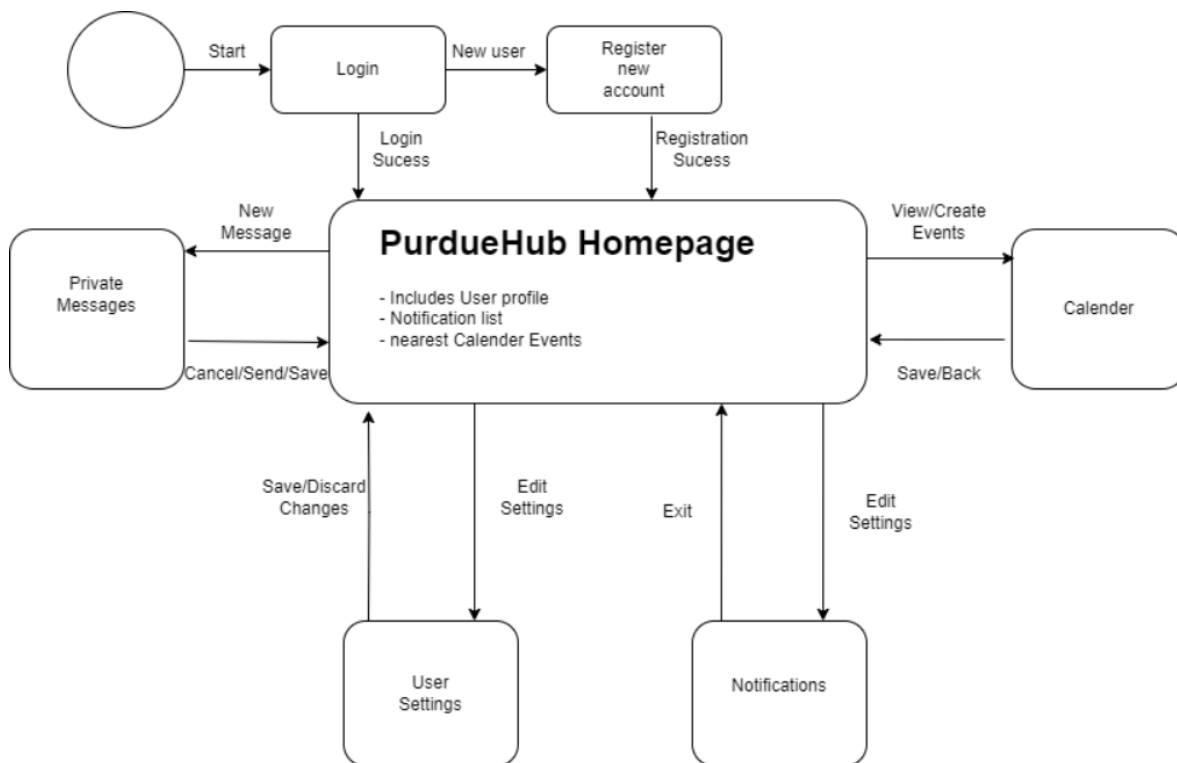 Start
Login
New user
Register
new
account
Login
Sucess
Registration
Sucess
New
Message
PurdueHub Homepage
- Includes User profile
- Notification list
- nearest Calender Events
View/Create
Events
Private
Messages
Calender
Cancel/Send/Save
Save/Back
Save/Discard
Changes
Edit
Settings
Exit
Edit
Settings
User
Settings
Notifications